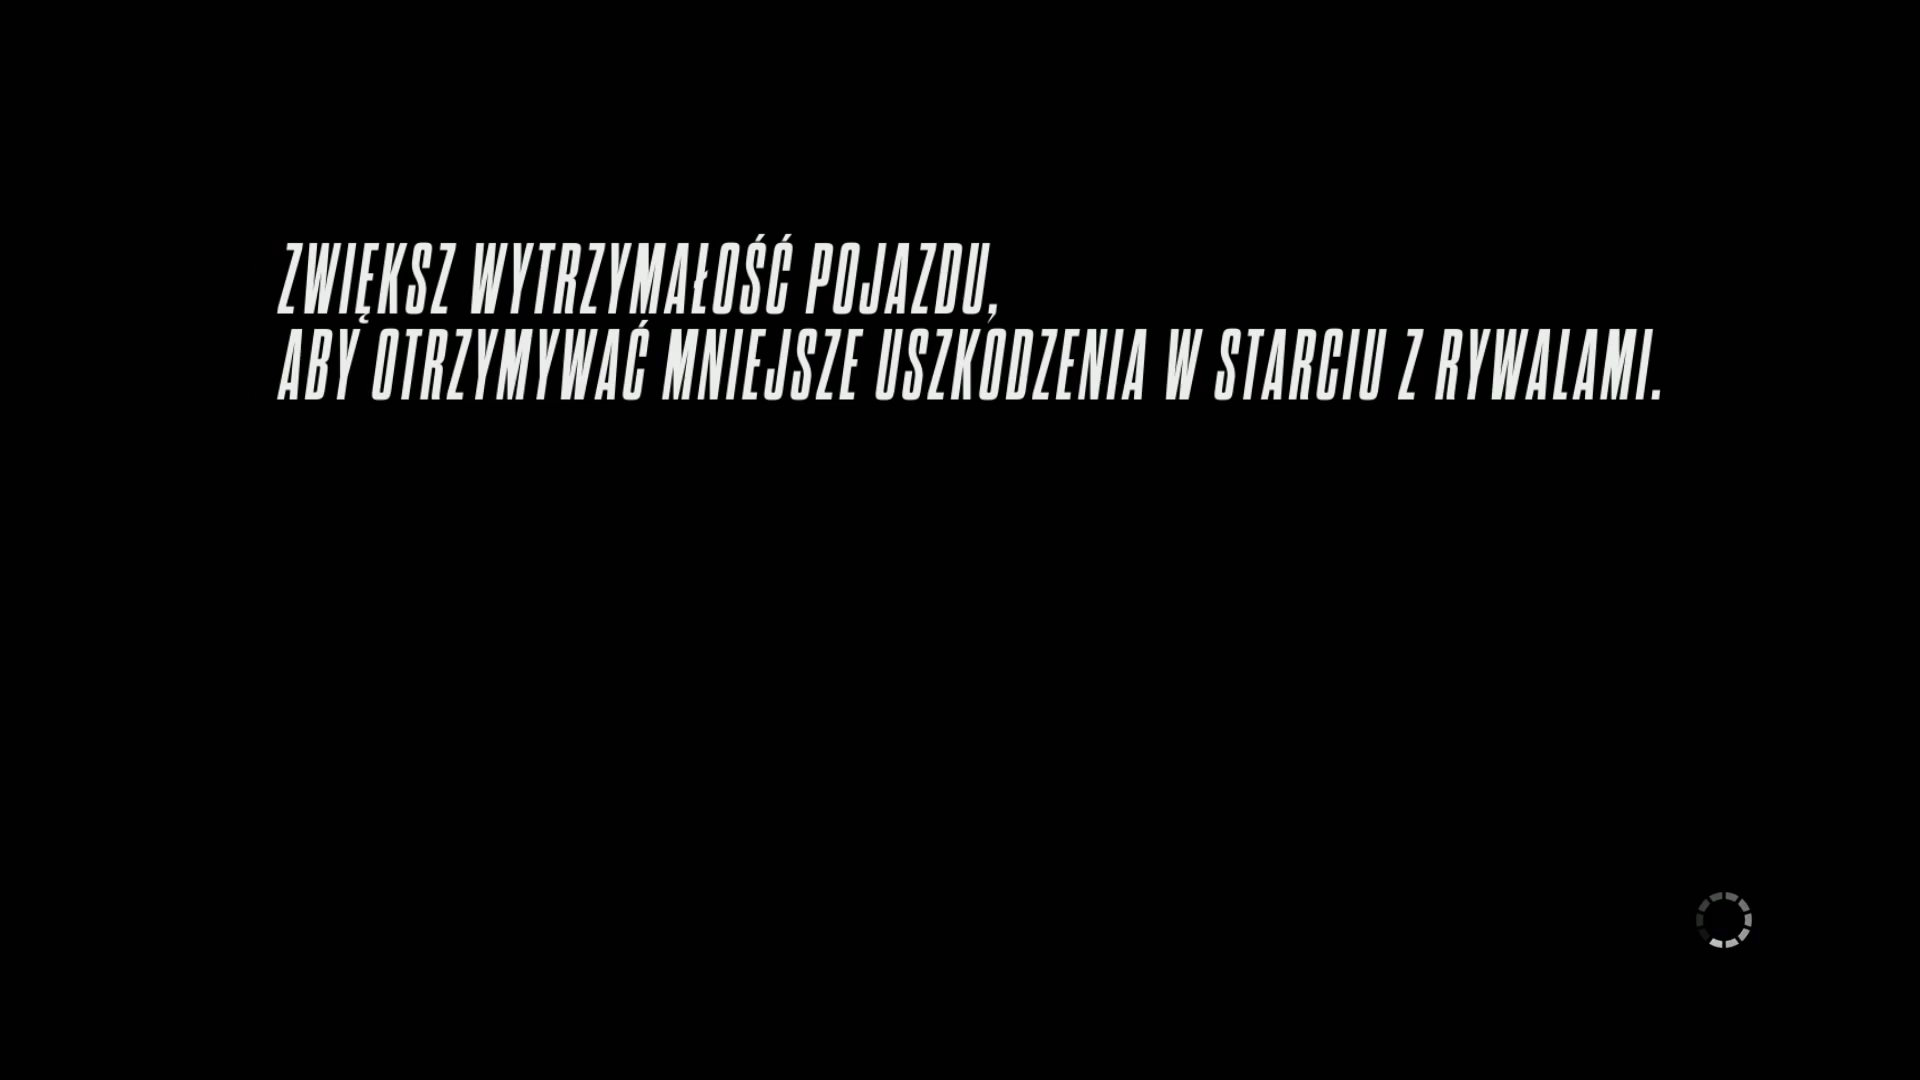 ZWIĘKSZ WYTRZYMAŁOŚĆ POJAZDU,
ABY OTRZYMYWAĆ MNIEJSZE USZKODZENIA W STARCIU Z RYWALAMI.